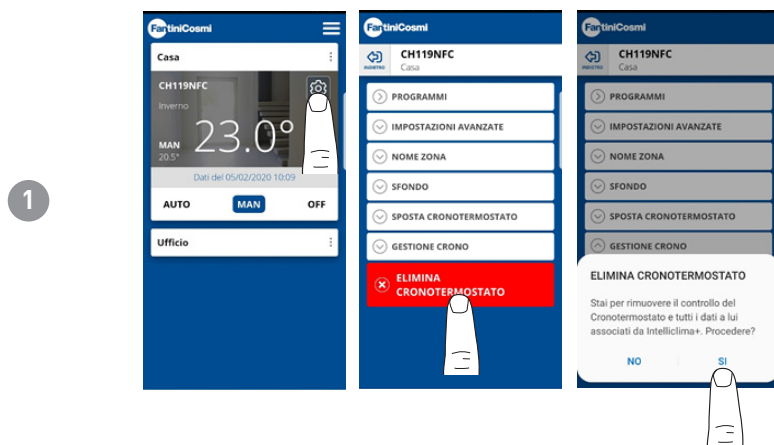 1
FantiniCosmi
Casa
CH119NFC
Inverno
23.0°
MAN
20.5°
Dati del 05/02/2020 10:09
AUTO MAN OFF
Ufficio
FantiniCosmi
INDIETRO
CH119NFC
Casa
PROGRAMMI
IMPOSTAZIONI AVANZATE
NOME ZONA
SFONDO
SPOSTA CRONOTERMOSTATO
GESTIONE CRONO
ELIMINA
CRONOTERMOSTATO
FantiniCosmi
INDIETRO
CH119NFC
Casa
PROGRAMMI
IMPOSTAZIONI AVANZATE
NOME ZONA
SFONDO
SPOSTA CRONOTERMOSTATO
GESTIONE CRONO
ELIMINA CRONOTERMOSTATO
Stai per rimuovere il controllo del
Cronotermostato e tutti i dati a lui
associati da Intelliclima+. Procedere?
NO SI